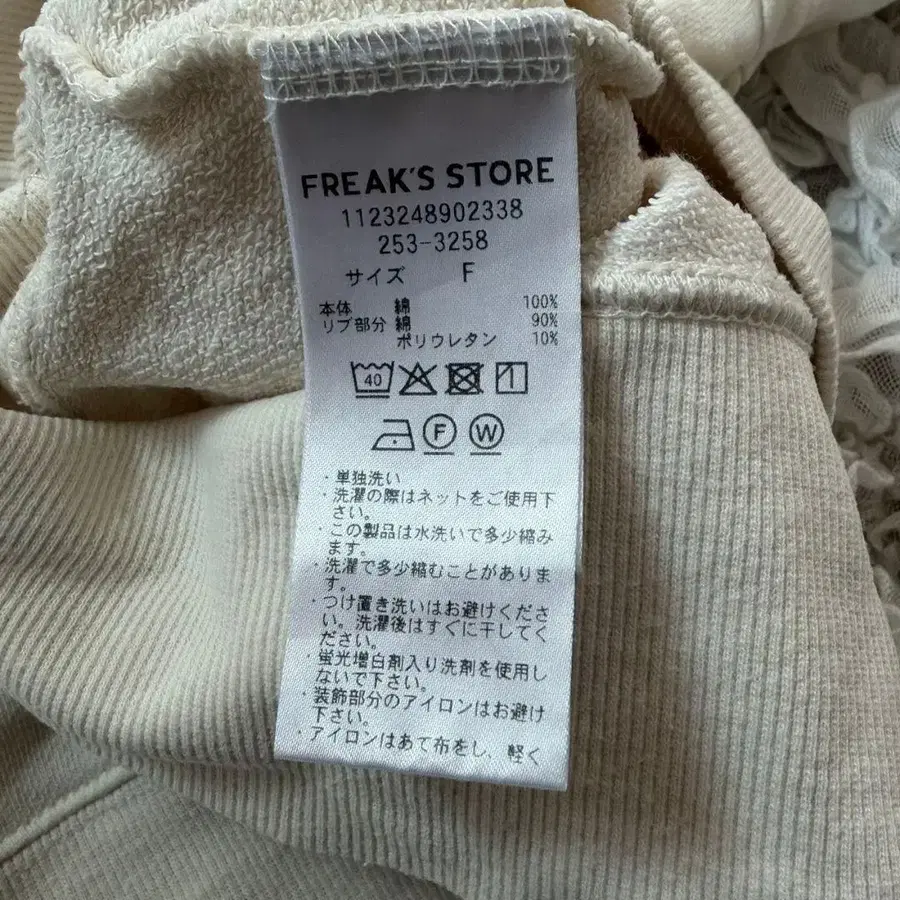 FREAK'S STORE
1123248902338
253-3258
サイズ F
本体 綿 100%
リブ部分 綿 90%
ポリウレタン 10%
40
F W
・単独洗い
・洗濯の際はネットをご使用下
さい。
・この製品は水洗いで多少縮み
ます。
・洗濯で多少縮むことがありま
す。
・つけ置き洗いはお避けくださ
い。洗濯後はすぐに干してく
ださい。
・蛍光増白剤入り洗剤を使用し
ないで下さい。
・装飾部分のアイロンはお避け
下さい。
・アイロンはあて布をし、軽く